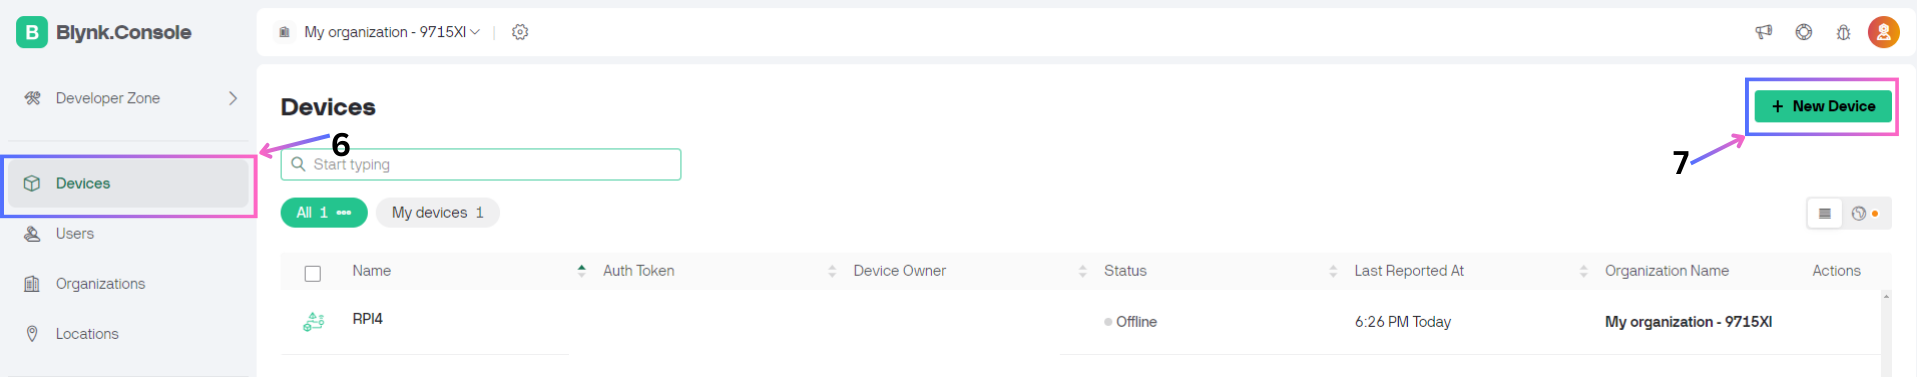 B Blynk.Console
My organization - 9715XI
Developer Zone
Devices
+ New Device
6
7
Start typing
Devices
All 1 •••
My devices 1
Users
Name
Auth Token
Device Owner
Status
Last Reported At
Organization Name
Actions
Organizations
RPI4
Offline
6:26 PM Today
My organization - 9715XI
Locations